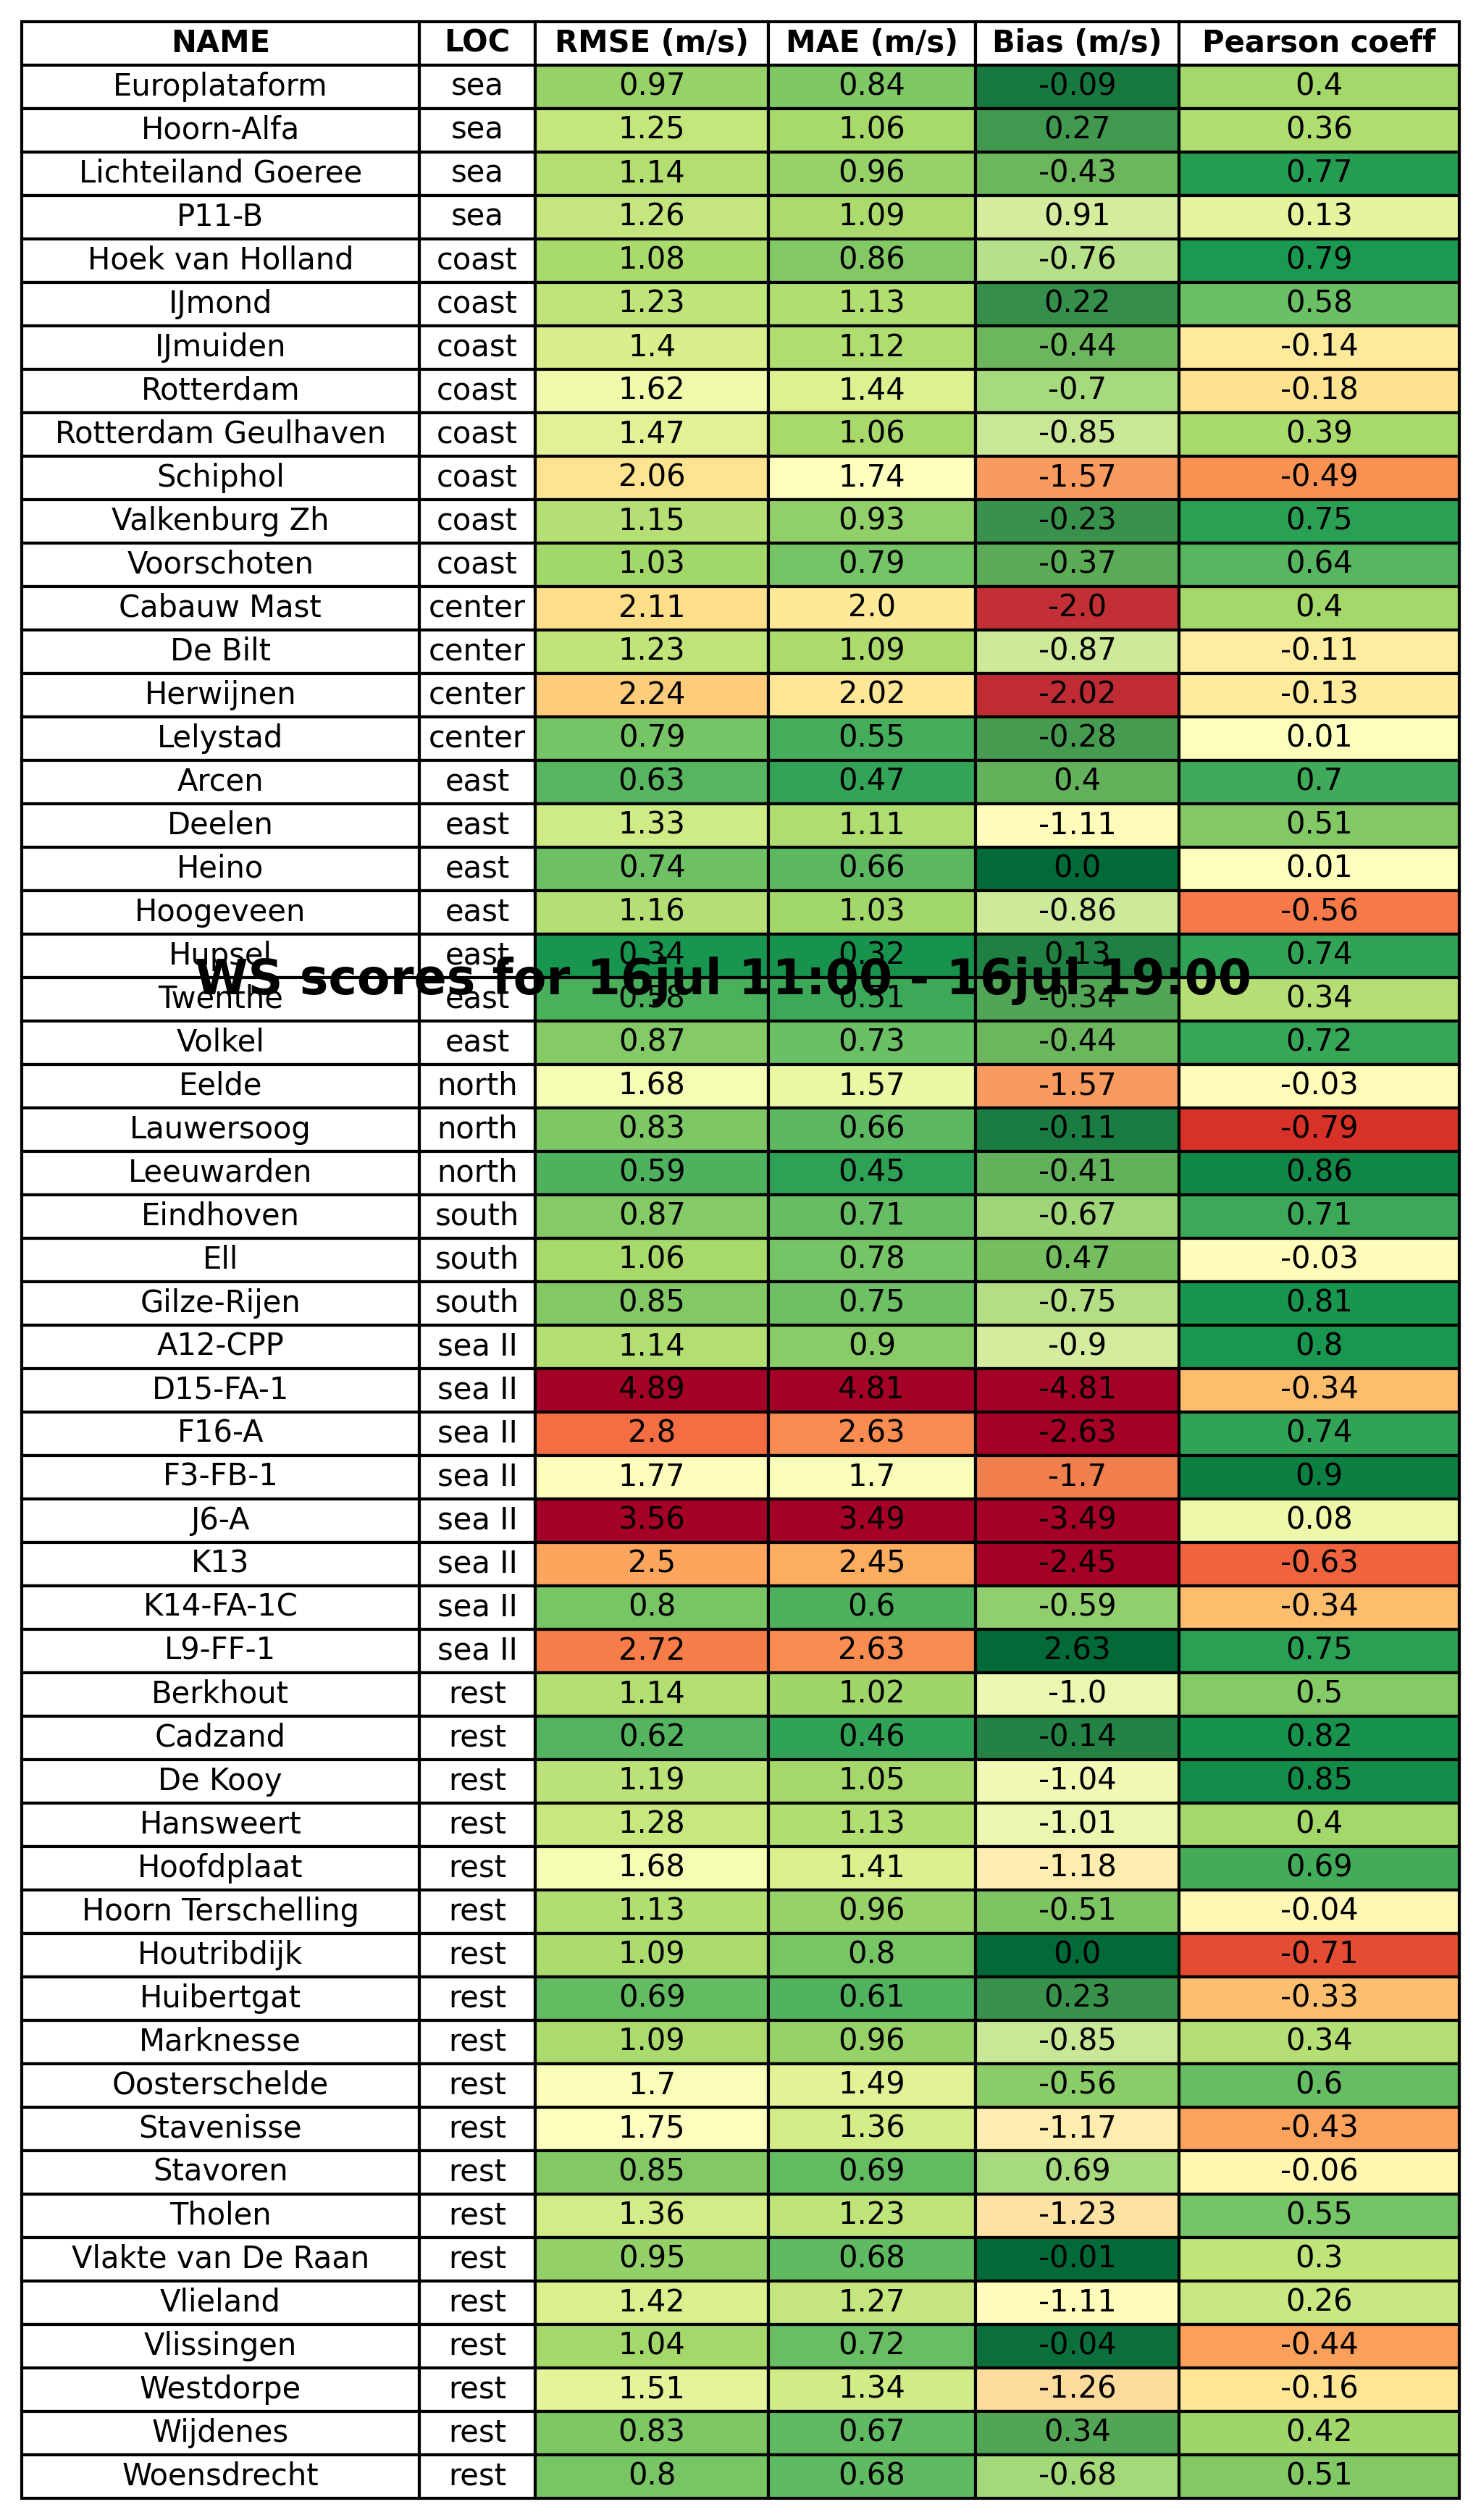 NAME LOC RMSE (m/s) MAE (m/s) Bias (m/s) Pearson coeff
Europlataform sea 0.97 0.84 -0.09 0.4
Hoorn-Alfa sea 1.25 1.06 0.27 0.36
Lichteiland Goeree sea 1.14 0.96 -0.43 0.77
P11-B sea 1.26 1.09 0.91 0.13
Hoek van Holland coast 1.08 0.86 -0.76 0.79
IJmond coast 1.23 1.13 0.22 0.58
IJmuiden coast 1.4 1.12 -0.44 -0.14
Rotterdam coast 1.62 1.44 -0.7 -0.18
Rotterdam Geulhaven coast 1.47 1.06 -0.85 0.39
Schiphol coast 2.06 1.74 -1.57 -0.49
Valkenburg Zh coast 1.15 0.93 -0.23 0.75
Voorschoten coast 1.03 0.79 -0.37 0.64
Cabauw Mast center 2.11 2.0 -2.0 0.4
De Bilt center 1.23 1.09 -0.87 -0.11
Herwijnen center 2.24 2.02 -2.02 -0.13
Lelystad center 0.79 0.55 -0.28 0.01
Arcen east 0.63 0.47 0.4 0.7
Deelen east 1.33 1.11 -1.11 0.51
Heino east 0.74 0.66 0.0 0.01
Hoogeveen east 1.16 1.03 -0.86 -0.56
Hupsel east 0.34 0.32 0.13 0.74
WS scores for 16jul 11:00 - 16jul 19:00
Twenthe east 0.58 0.51 -0.34 0.34
Volkel east 0.87 0.73 -0.44 0.72
Eelde north 1.68 1.57 -1.57 -0.03
Lauwersoog north 0.83 0.66 -0.11 -0.79
Leeuwarden north 0.59 0.45 -0.41 0.86
Eindhoven south 0.87 0.71 -0.67 0.71
Ell south 1.06 0.78 0.47 -0.03
Gilze-Rijen south 0.85 0.75 -0.75 0.81
A12-CPP sea II 1.14 0.9 -0.9 0.8
D15-FA-1 sea II 4.89 4.81 -4.81 -0.34
F16-A sea II 2.8 2.63 -2.63 0.74
F3-FB-1 sea II 1.77 1.7 -1.7 0.9
J6-A sea II 3.56 3.49 -3.49 0.08
K13 sea II 2.5 2.45 -2.45 -0.63
K14-FA-1C sea II 0.8 0.6 -0.59 -0.34
L9-FF-1 sea II 2.72 2.63 2.63 0.75
Berkhout rest 1.14 1.02 -1.0 0.5
Cadzand rest 0.62 0.46 -0.14 0.82
De Kooy rest 1.19 1.05 -1.04 0.85
Hansweert rest 1.28 1.13 -1.01 0.4
Hoofdplaat rest 1.68 1.41 -1.18 0.69
Hoorn Terschelling rest 1.13 0.96 -0.51 -0.04
Houtribdijk rest 1.09 0.8 0.0 -0.71
Huibertgat rest 0.69 0.61 0.23 -0.33
Marknesse rest 1.09 0.96 -0.85 0.34
Oosterschelde rest 1.7 1.49 -0.56 0.6
Stavenisse rest 1.75 1.36 -1.17 -0.43
Stavoren rest 0.85 0.69 0.69 -0.06
Tholen rest 1.36 1.23 -1.23 0.55
Vlakte van De Raan rest 0.95 0.68 -0.01 0.3
Vlieland rest 1.42 1.27 -1.11 0.26
Vlissingen rest 1.04 0.72 -0.04 -0.44
Westdorpe rest 1.51 1.34 -1.26 -0.16
Wijdenes rest 0.83 0.67 0.34 0.42
Woensdrecht rest 0.8 0.68 -0.68 0.51